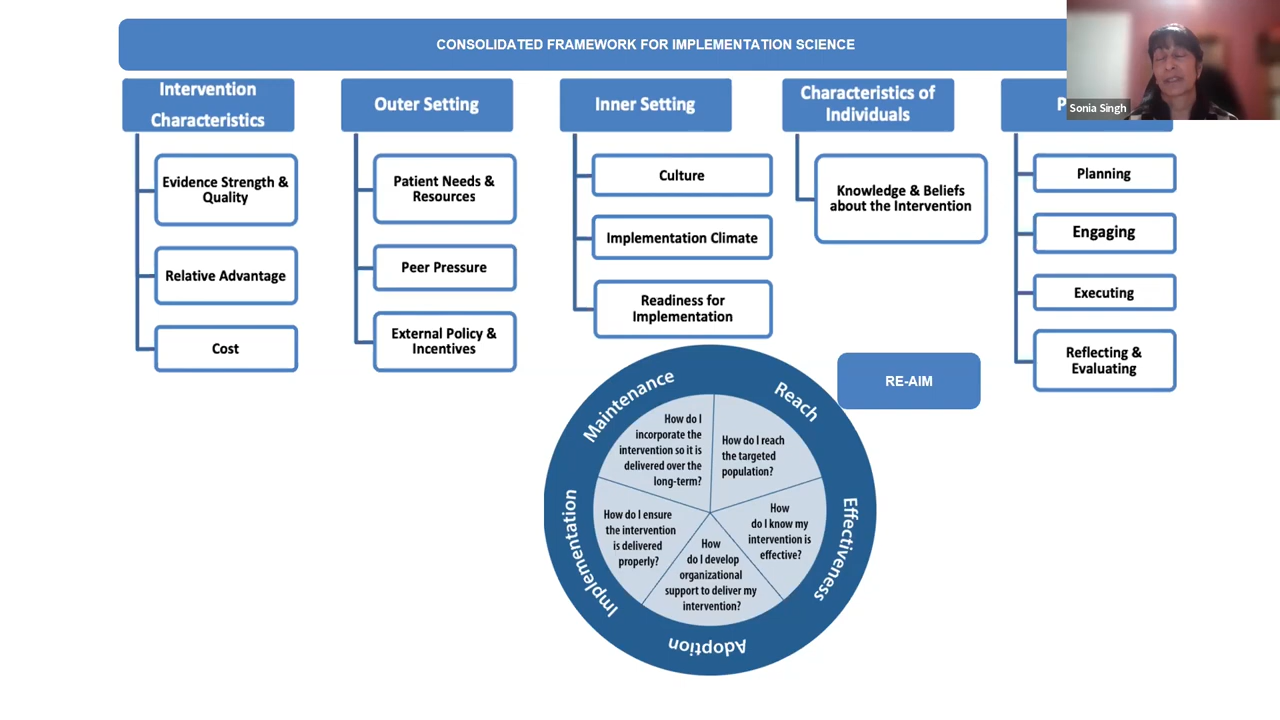 CONSOLIDATED FRAMEWORK FOR IMPLEMENTATION SCIENCE
Sonia Singh
Intervention
Characteristics
Evidence Strength &
Quality
Relative Advantage
Cost
Outer Setting
Patient Needs &
Resources
Peer Pressure
External Policy &
Incentives
Inner Setting
Culture
Implementation Climate
Readiness for
Implementation
Characteristics of
Individuals
Knowledge & Beliefs
about the Intervention
Planning
Engaging
Executing
Reflecting &
Evaluating
RE-AIM
Reach
How do I reach
the targeted
population?
Effectiveness
How
do I know my
intervention is
effective?
Adoption
How
do I develop
organizational
support to deliver my
intervention?
Implementation
How do I ensure
the intervention
is delivered
properly?
Maintenance
How do I
incorporate the
intervention so it is
delivered over the
long-term?